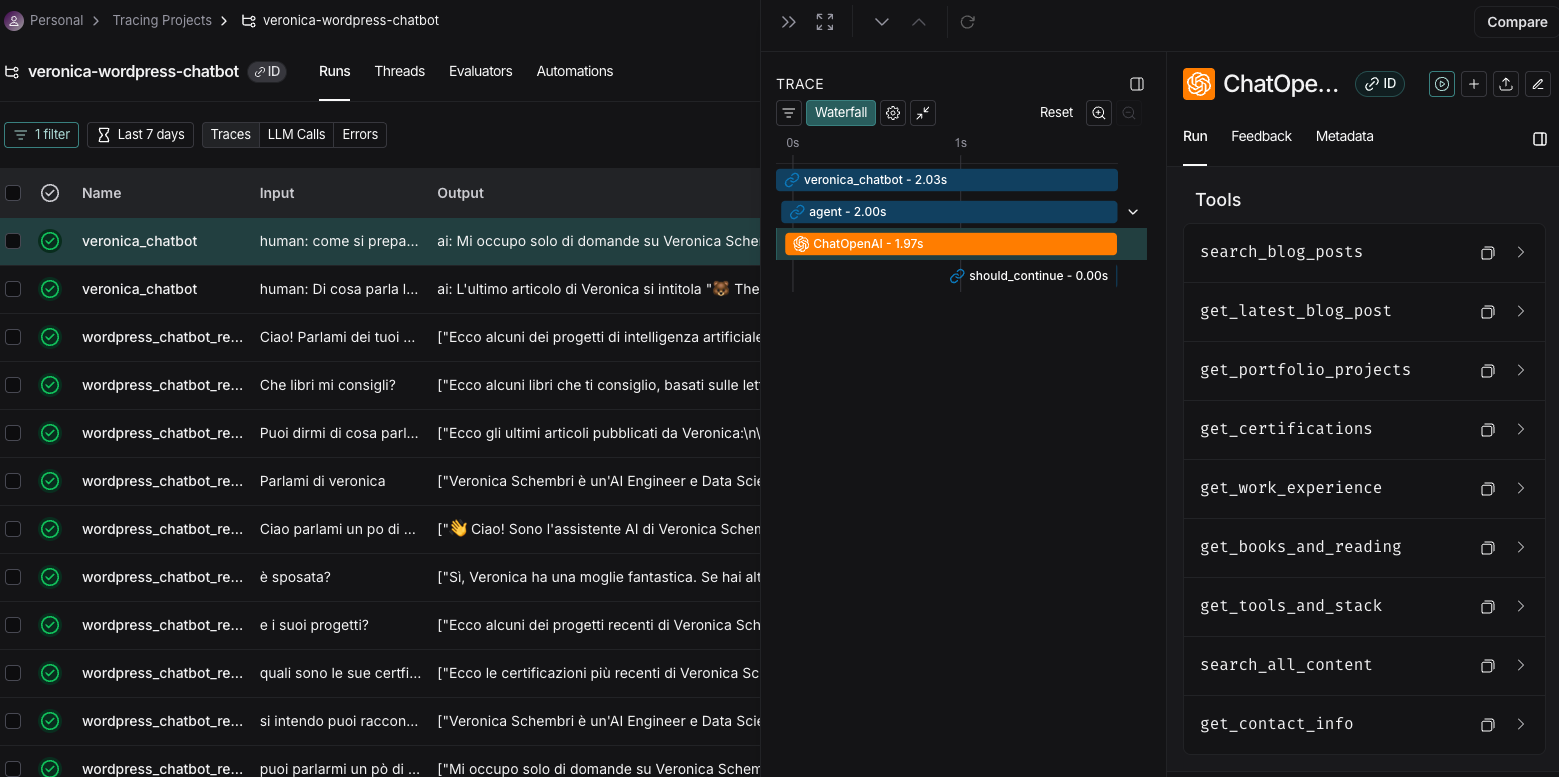 Personal > Tracing Projects > veronica-wordpress-chatbot
veronica-wordpress-chatbot ID Runs Threads Evaluators Automations
1 filter Last 7 days Traces LLM Calls Errors
Name Input Output
veronica_chatbot human: come si prepa... ai: Mi occupo solo di domande su Veronica Sche
veronica_chatbot human: Di cosa parla l... ai: L'ultimo articolo di Veronica si intitola "🐻 The
wordpress_chatbot_re... Ciao! Parlami dei tuoi ... ["Ecco alcuni dei progetti di intelligenza artificiale
wordpress_chatbot_re... Che libri mi consigli? ["Ecco alcuni libri che ti consiglio, basati sulle let
wordpress_chatbot_re... Puoi dirmi di cosa parl... ["Ecco gli ultimi articoli pubblicati da Veronica:\n\
wordpress_chatbot_re... Parlami di veronica ["Veronica Schembri è un'AI Engineer e Data Scie
wordpress_chatbot_re... Ciao parlami un po di ... ["👋 Ciao! Sono l'assistente AI di Veronica Schem
wordpress_chatbot_re... è sposata? ["Sì, Veronica ha una moglie fantastica. Se hai alt
wordpress_chatbot_re... e i suoi progetti? ["Ecco alcuni dei progetti recenti di Veronica Sch
wordpress_chatbot_re... quali sono le sue certfi... ["Ecco le certificazioni più recenti di Veronica Sc
wordpress_chatbot_re... si intendo puoi raccon... ["Veronica Schembri è un'AI Engineer e Data Scie
wordpress_chatbot_re... puoi parlarmi un pò di ... ["Mi occupo solo di domande su Veronica Schem
TRACE
Waterfall Reset
0s 1s
veronica_chatbot - 2.03s
agent - 2.00s
ChatOpenAI - 1.97s
should_continue - 0.00s
Compare
ChatOpe... ID
Run Feedback Metadata
Tools
search_blog_posts
get_latest_blog_post
get_portfolio_projects
get_certifications
get_work_experience
get_books_and_reading
get_tools_and_stack
search_all_content
get_contact_info